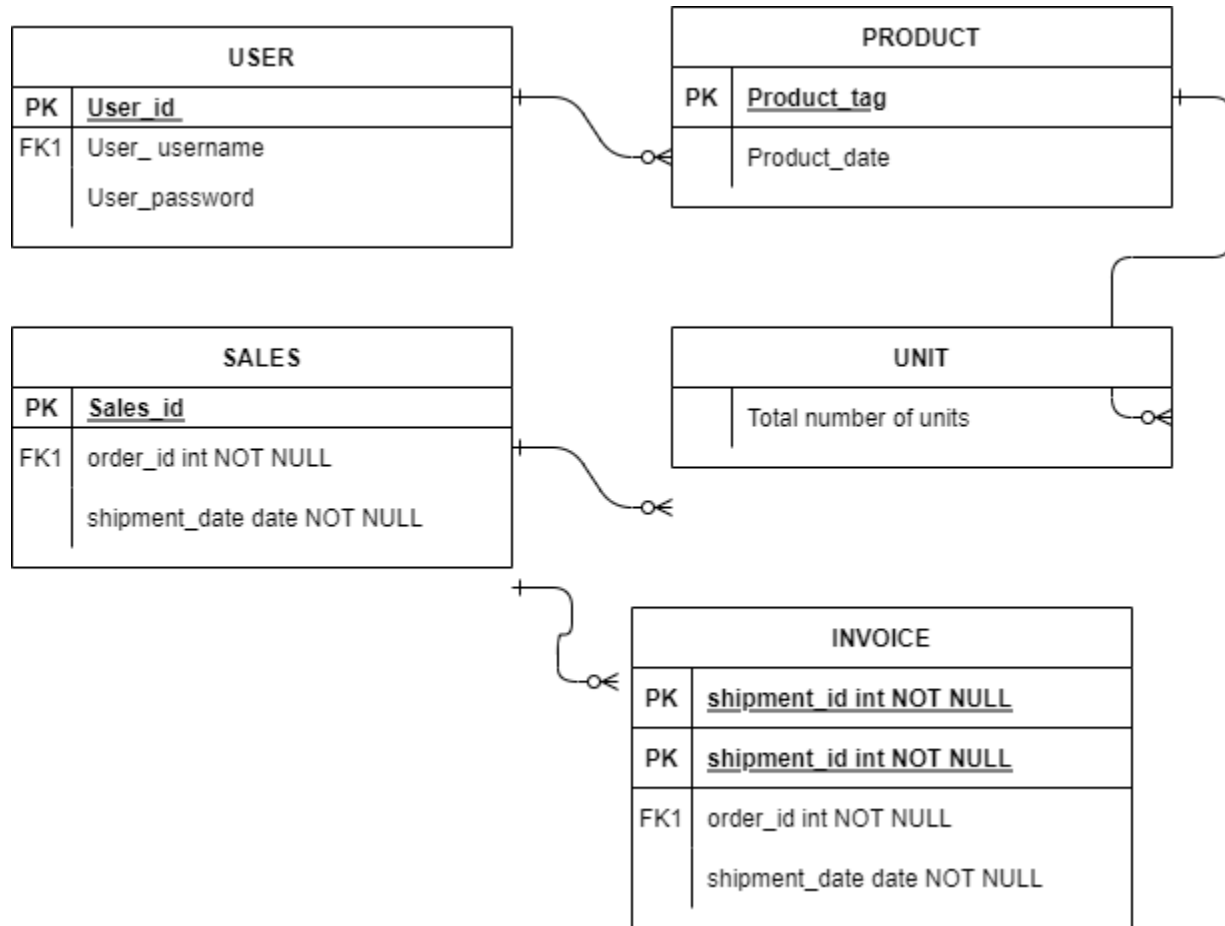 USER
PK User_id
FK1 User_ username
User_password
PRODUCT
PK Product_tag
Product_date
SALES
PK Sales_id
FK1 order_id int NOT NULL
shipment_date date NOT NULL
UNIT
Total number of units
INVOICE
PK shipment_id int NOT NULL
PK shipment_id int NOT NULL
FK1 order_id int NOT NULL
shipment_date date NOT NULL